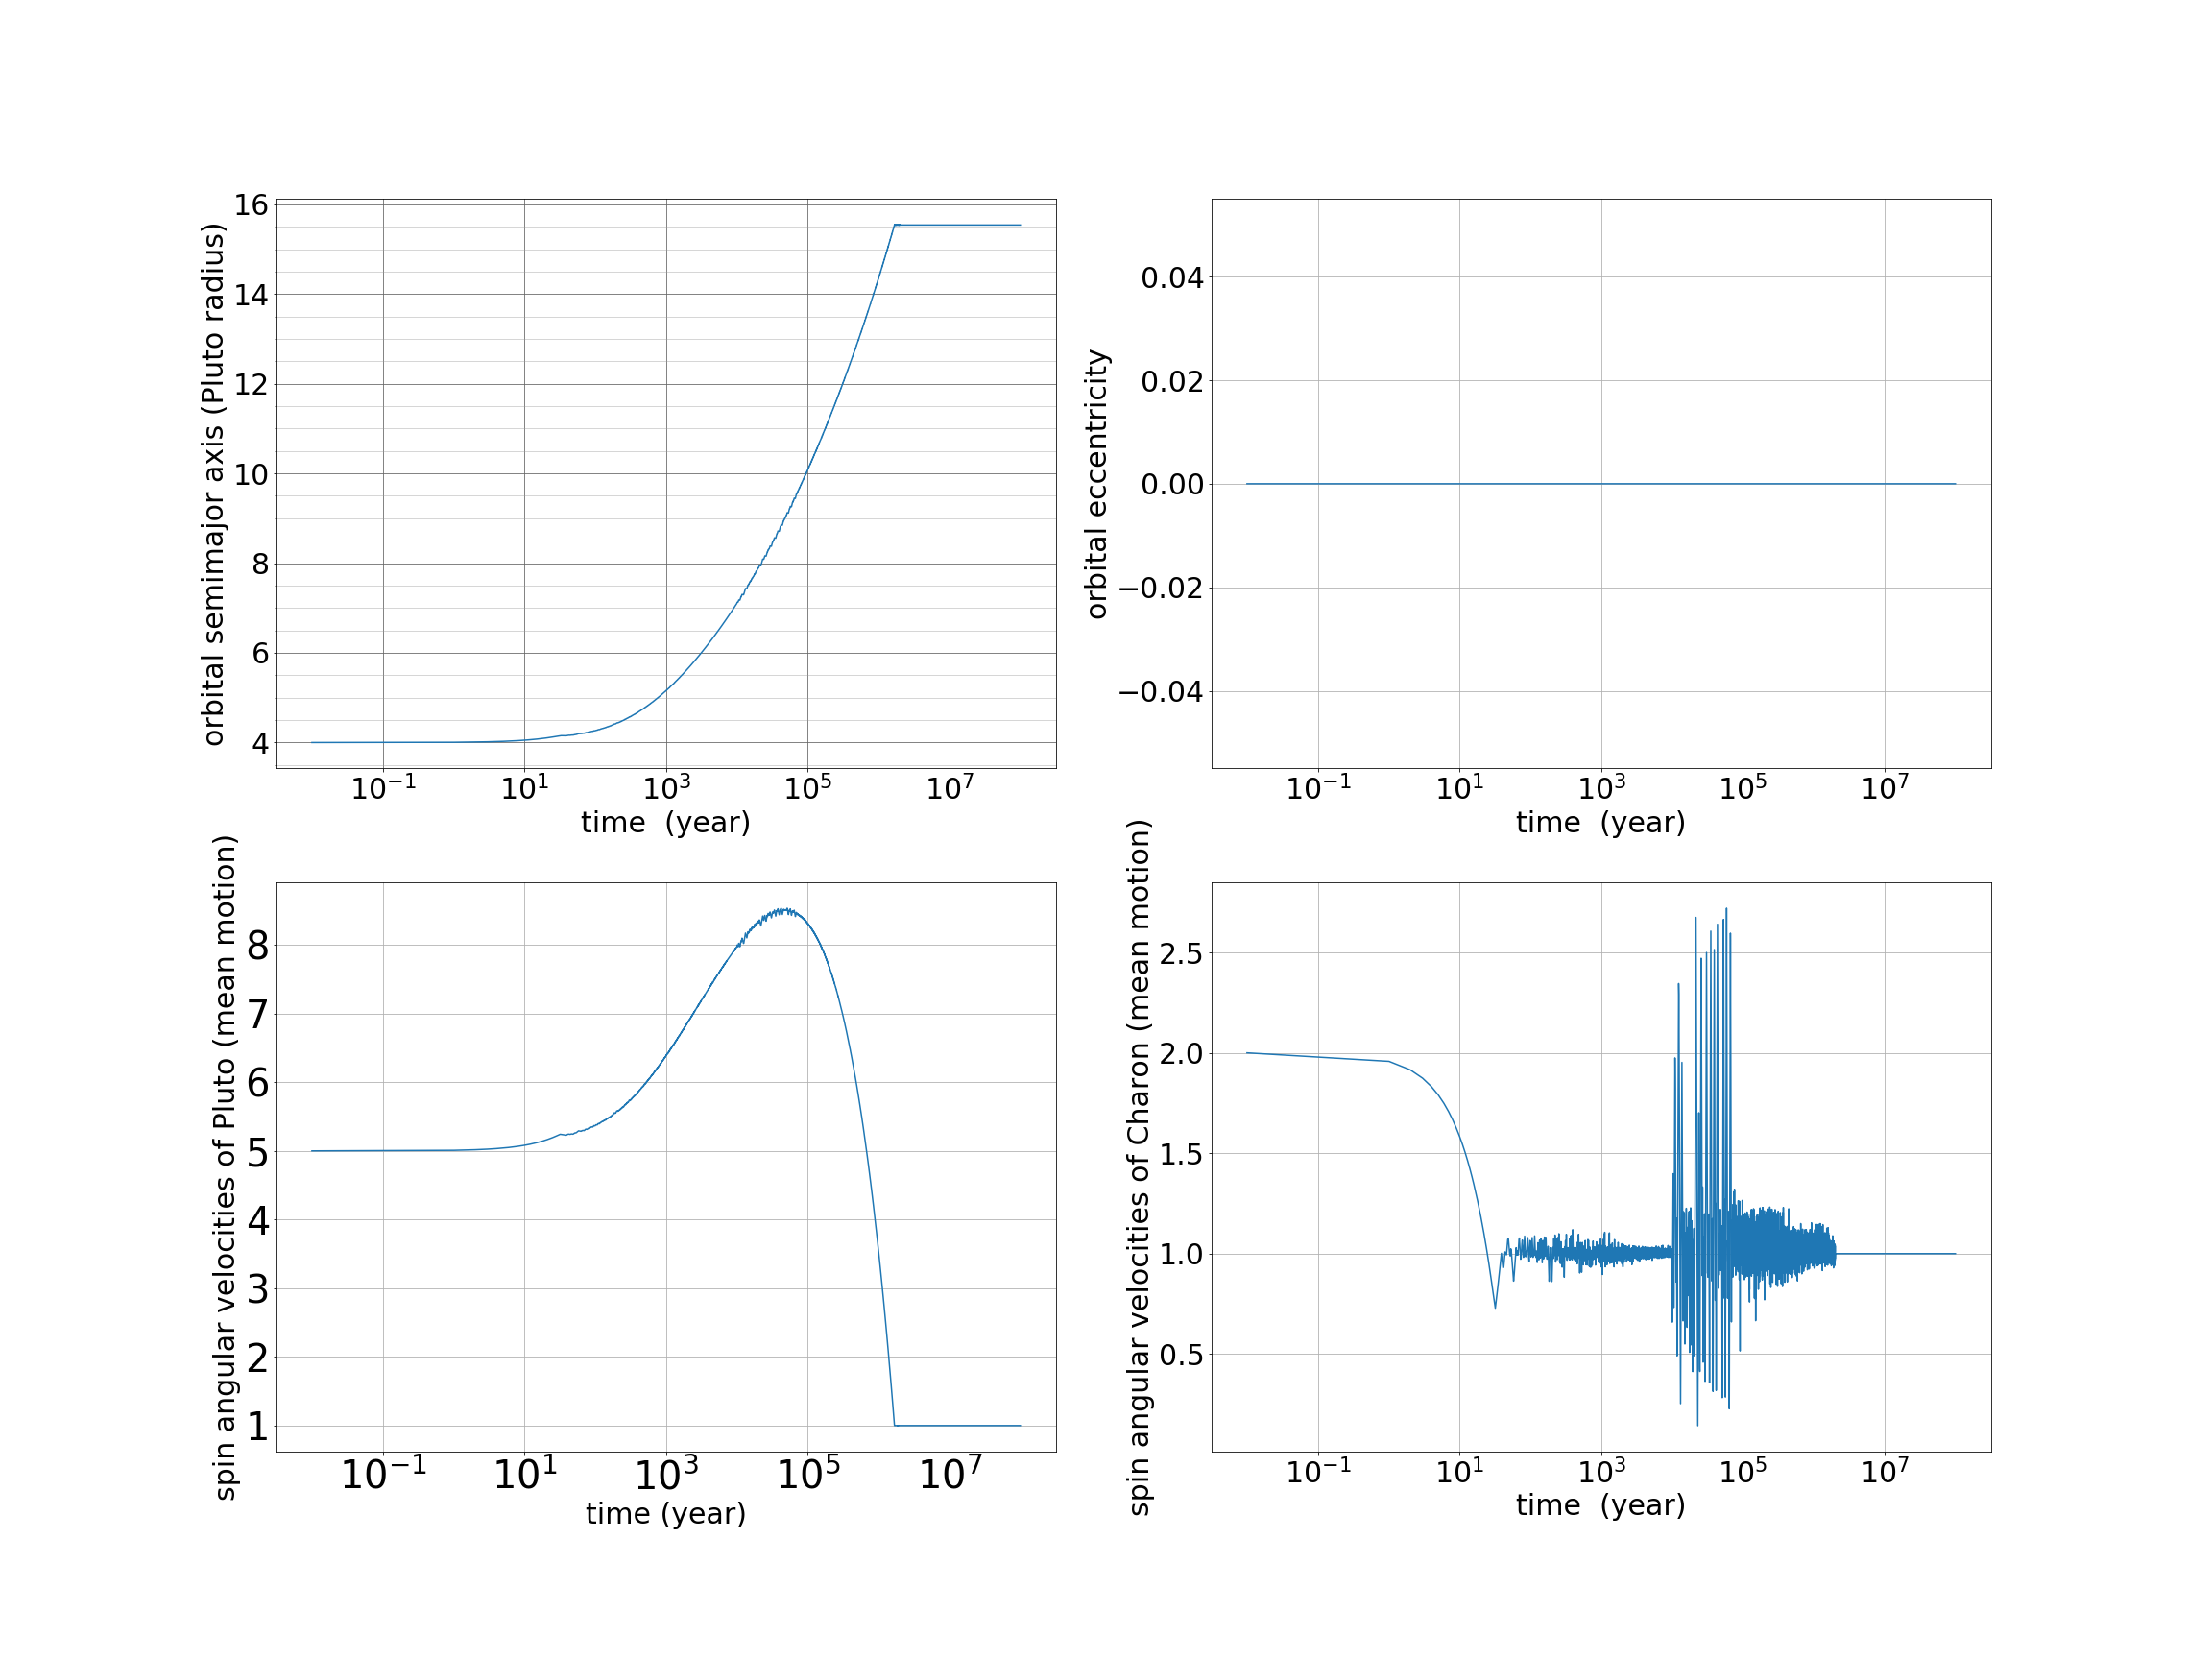 orbital semimajor axis (Pluto radius)
16
14
12
10
8
6
4
10⁻¹ 10¹ 10³ 10⁵ 10⁷
time (year)
orbital eccentricity
0.04
0.02
0.00
−0.02
−0.04
10⁻¹ 10¹ 10³ 10⁵ 10⁷
time (year)
spin angular velocities of Pluto (mean motion)
8
7
6
5
4
3
2
1
10⁻¹ 10¹ 10³ 10⁵ 10⁷
time (year)
spin angular velocities of Charon (mean motion)
2.5
2.0
1.5
1.0
0.5
10⁻¹ 10¹ 10³ 10⁵ 10⁷
time (year)